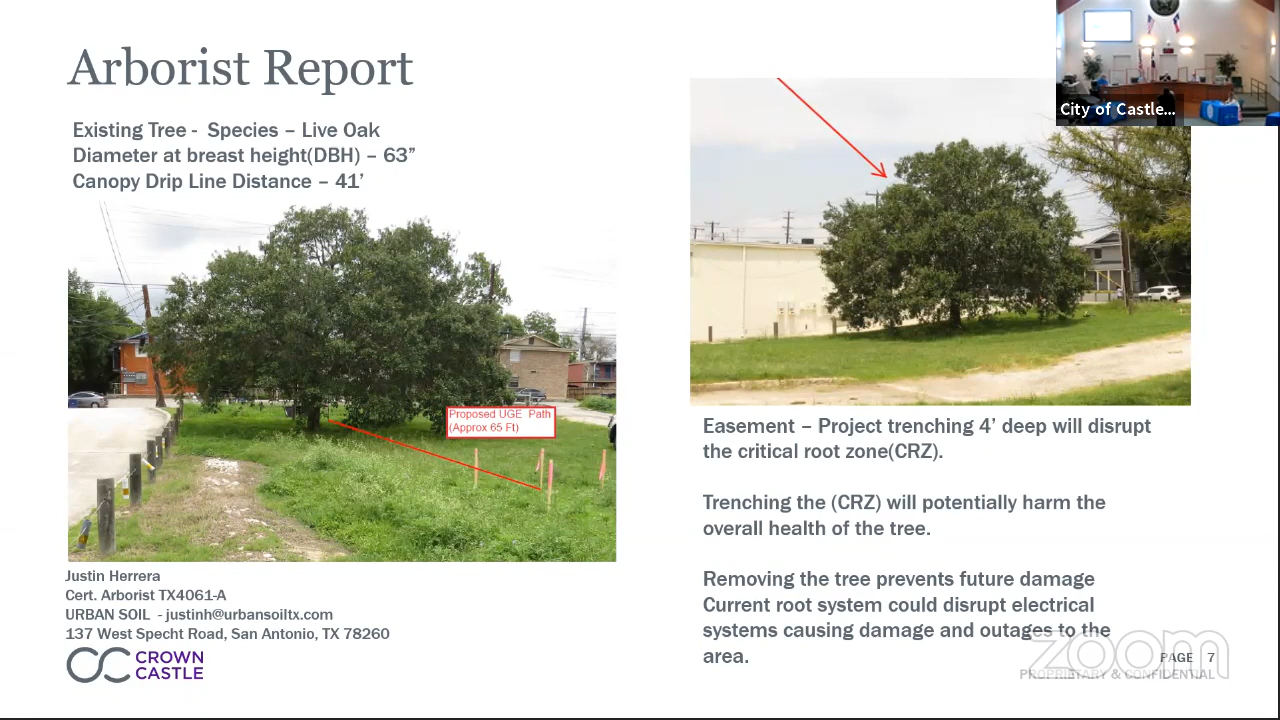 Arborist Report
Existing Tree - Species – Live Oak
Diameter at breast height(DBH) – 63”
Canopy Drip Line Distance – 41’
Proposed UGE Path
(Approx 65 Ft)
Justin Herrera
Cert. Arborist TX4061-A
URBAN SOIL - justinh@urbansoiltx.com
137 West Specht Road, San Antonio, TX 78260
CROWN
CASTLE
City of Castle...
Easement – Project trenching 4’ deep will disrupt
the critical root zone(CRZ).
Trenching the (CRZ) will potentially harm the
overall health of the tree.
Removing the tree prevents future damage
Current root system could disrupt electrical
systems causing damage and outages to the
area.
zoom
PAGE | 7
PROPRIETARY & CONFIDENTIAL